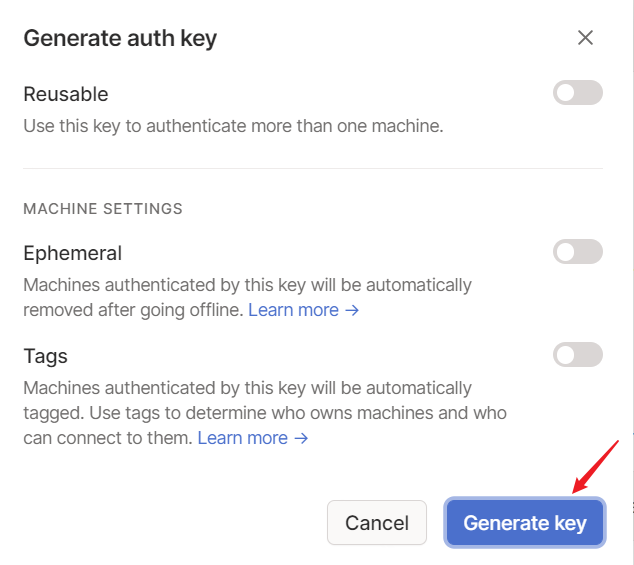 Generate auth key
Reusable
Use this key to authenticate more than one machine.
MACHINE SETTINGS
Ephemeral
Machines authenticated by this key will be automatically
removed after going offline. Learn more →
Tags
Machines authenticated by this key will be automatically
tagged. Use tags to determine who owns machines and who
can connect to them. Learn more →
Cancel
Generate key